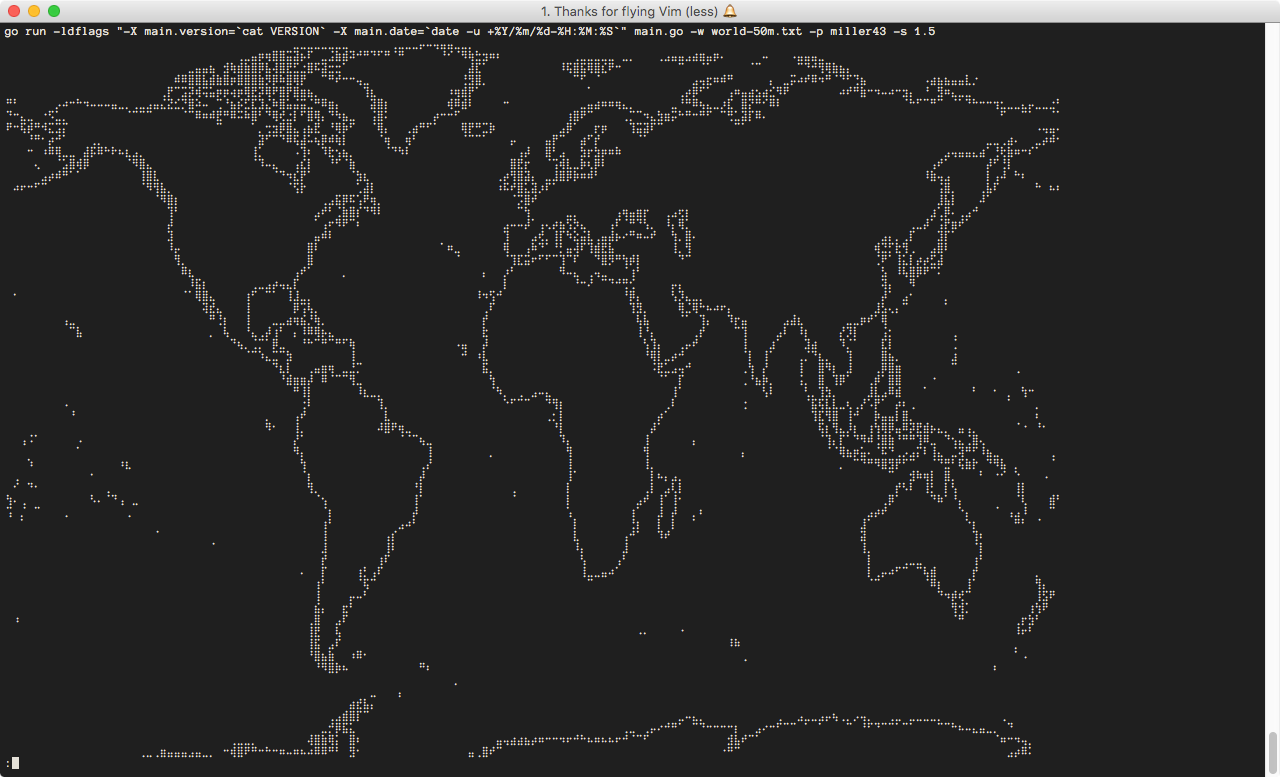 1. Thanks for flying Vim (less)
go run -ldflags "-X main.version=`cat VERSION` -X main.date=`date -u +%Y/%m/%d-%H:%M:%S`" main.go -w world-50m.txt -p miller43 -s 1.5
: